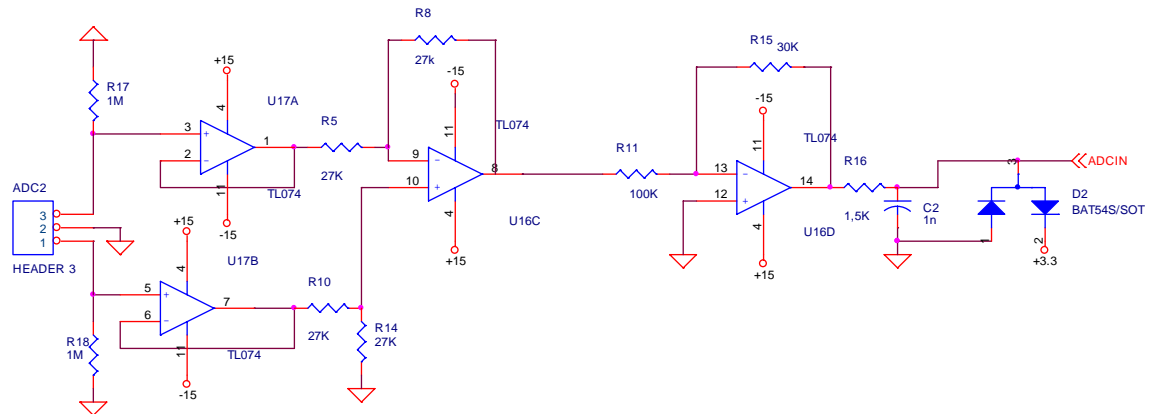 R8
27k
R15
30K
+15
-15
-15
R17
1M
4
U17A
11
TL074
11
TL074
3
+
1
2
−
R5
27K
9
−
8
10
+
R11
100K
13
−
14
12
+
R16
1,5K
3
ADCIN
TL074
11
-15
4
+15
U16C
4
+15
U16D
C2
1n
D2
BAT54S/SOT
1
2
+3.3
ADC2
3
2
1
HEADER 3
+15
U17B
4
5
+
7
6
−
R10
27K
R14
27K
R18
1M
11
TL074
-15